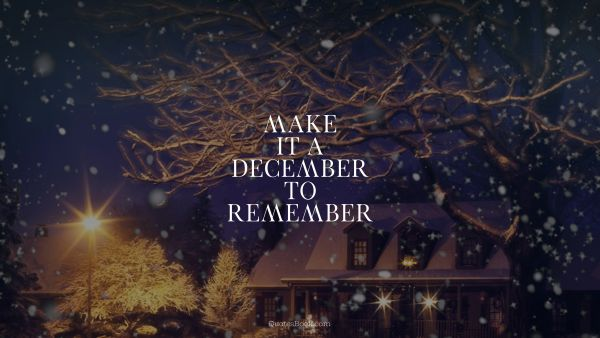 MAKE
IT A
DECEMBER
TO
REMEMBER
QuotesBook.com